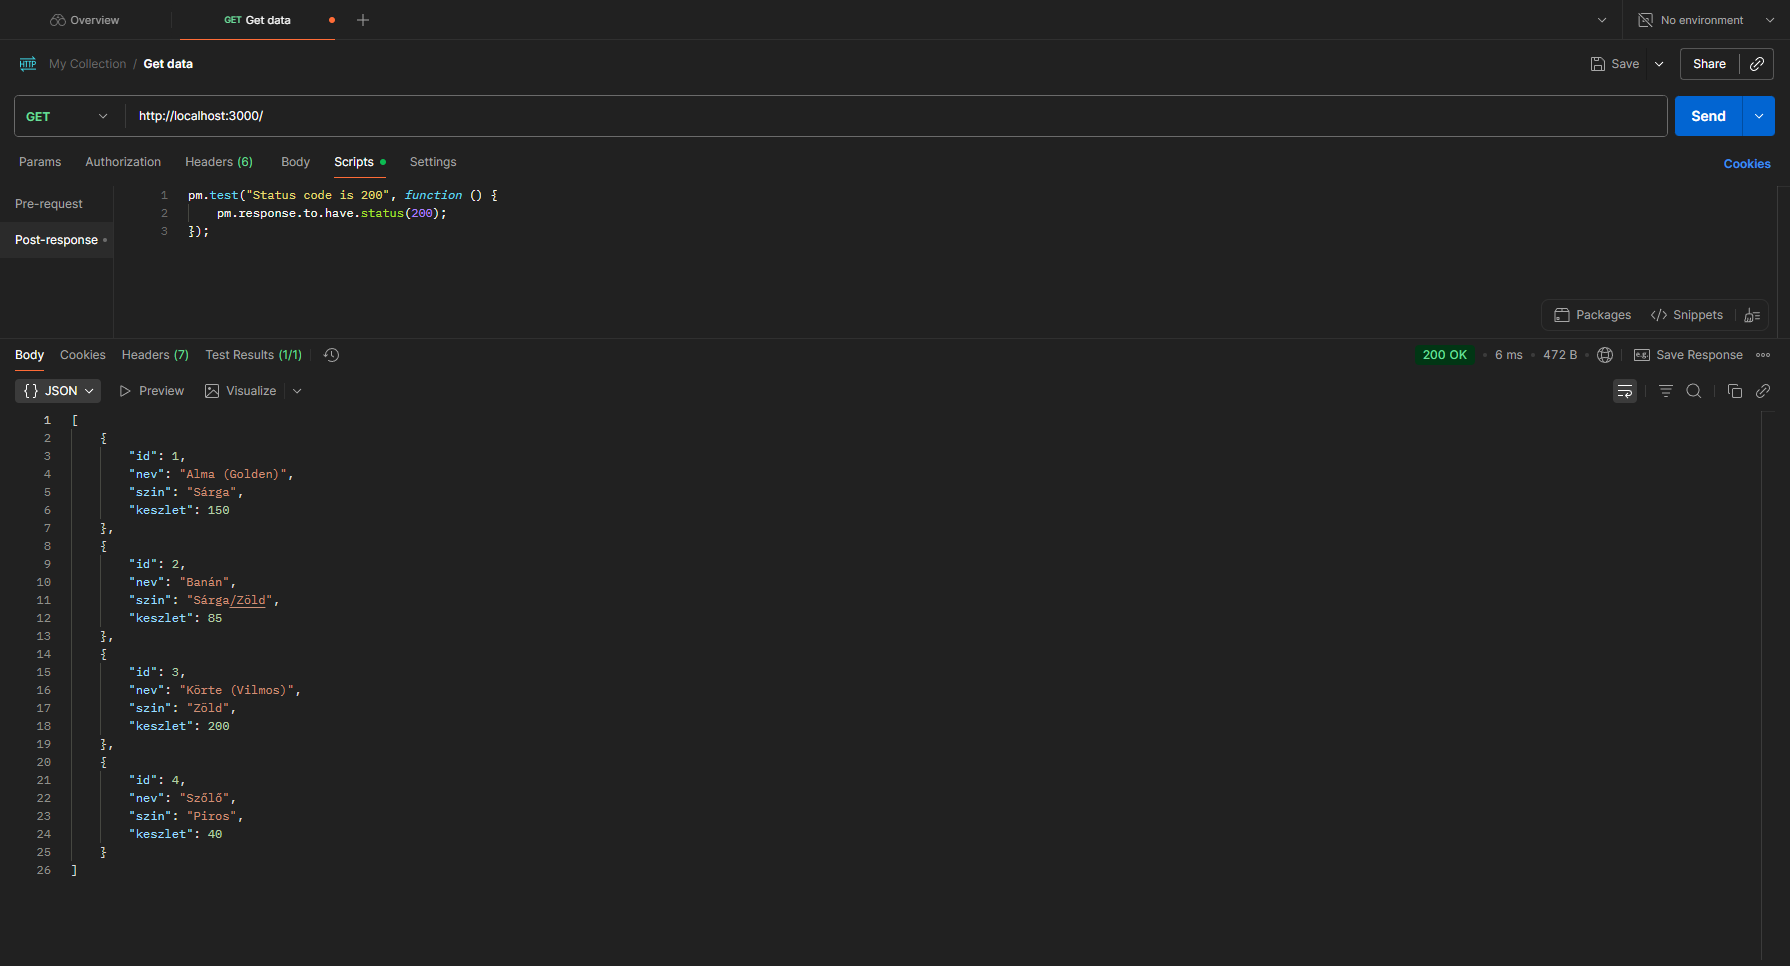 Overview
GET Get data
No environment
HTTP My Collection / Get data
Save
Share
GET
http://localhost:3000/
Send
Params Authorization Headers (6) Body Scripts Settings
Cookies
Pre-request
Post-response
1 pm.test("Status code is 200", function () {
2 pm.response.to.have.status(200);
3 });
Packages </> Snippets
Body Cookies Headers (7) Test Results (1/1)
200 OK • 6 ms • 472 B
e.g. Save Response
{} JSON Preview Visualize
1 [
2 {
3 "id": 1,
4 "nev": "Alma (Golden)",
5 "szin": "Sárga",
6 "keszlet": 150
7 },
8 {
9 "id": 2,
10 "nev": "Banán",
11 "szin": "Sárga/Zöld",
12 "keszlet": 85
13 },
14 {
15 "id": 3,
16 "nev": "Körte (Vilmos)",
17 "szin": "Zöld",
18 "keszlet": 200
19 },
20 {
21 "id": 4,
22 "nev": "Szőlő",
23 "szin": "Piros",
24 "keszlet": 40
25 }
26 ]